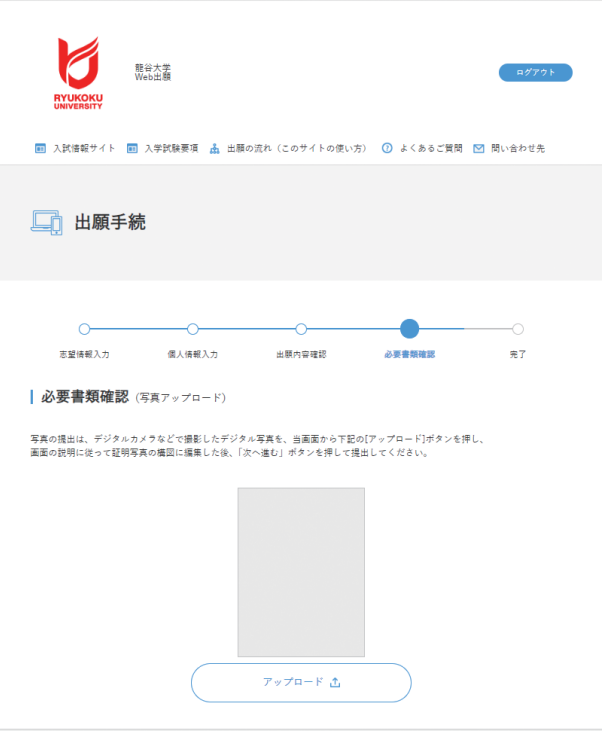 RYUKOKU
UNIVERSITY
龍谷大学
Web出願
ログアウト
入試情報サイト 入学試験要項 出願の流れ(このサイトの使い方) よくあるご質問 問い合わせ先
出願手続
志望情報入力 個人情報入力 出願内容確認 必要書類確認 完了
必要書類確認(写真アップロード)
写真の提出は、デジタルカメラなどで撮影したデジタル写真を、当画面から下記の[アップロード]ボタンを押し、
画面の説明に従って証明写真の構図に編集した後、「次へ進む」ボタンを押して提出してください。
アップロード